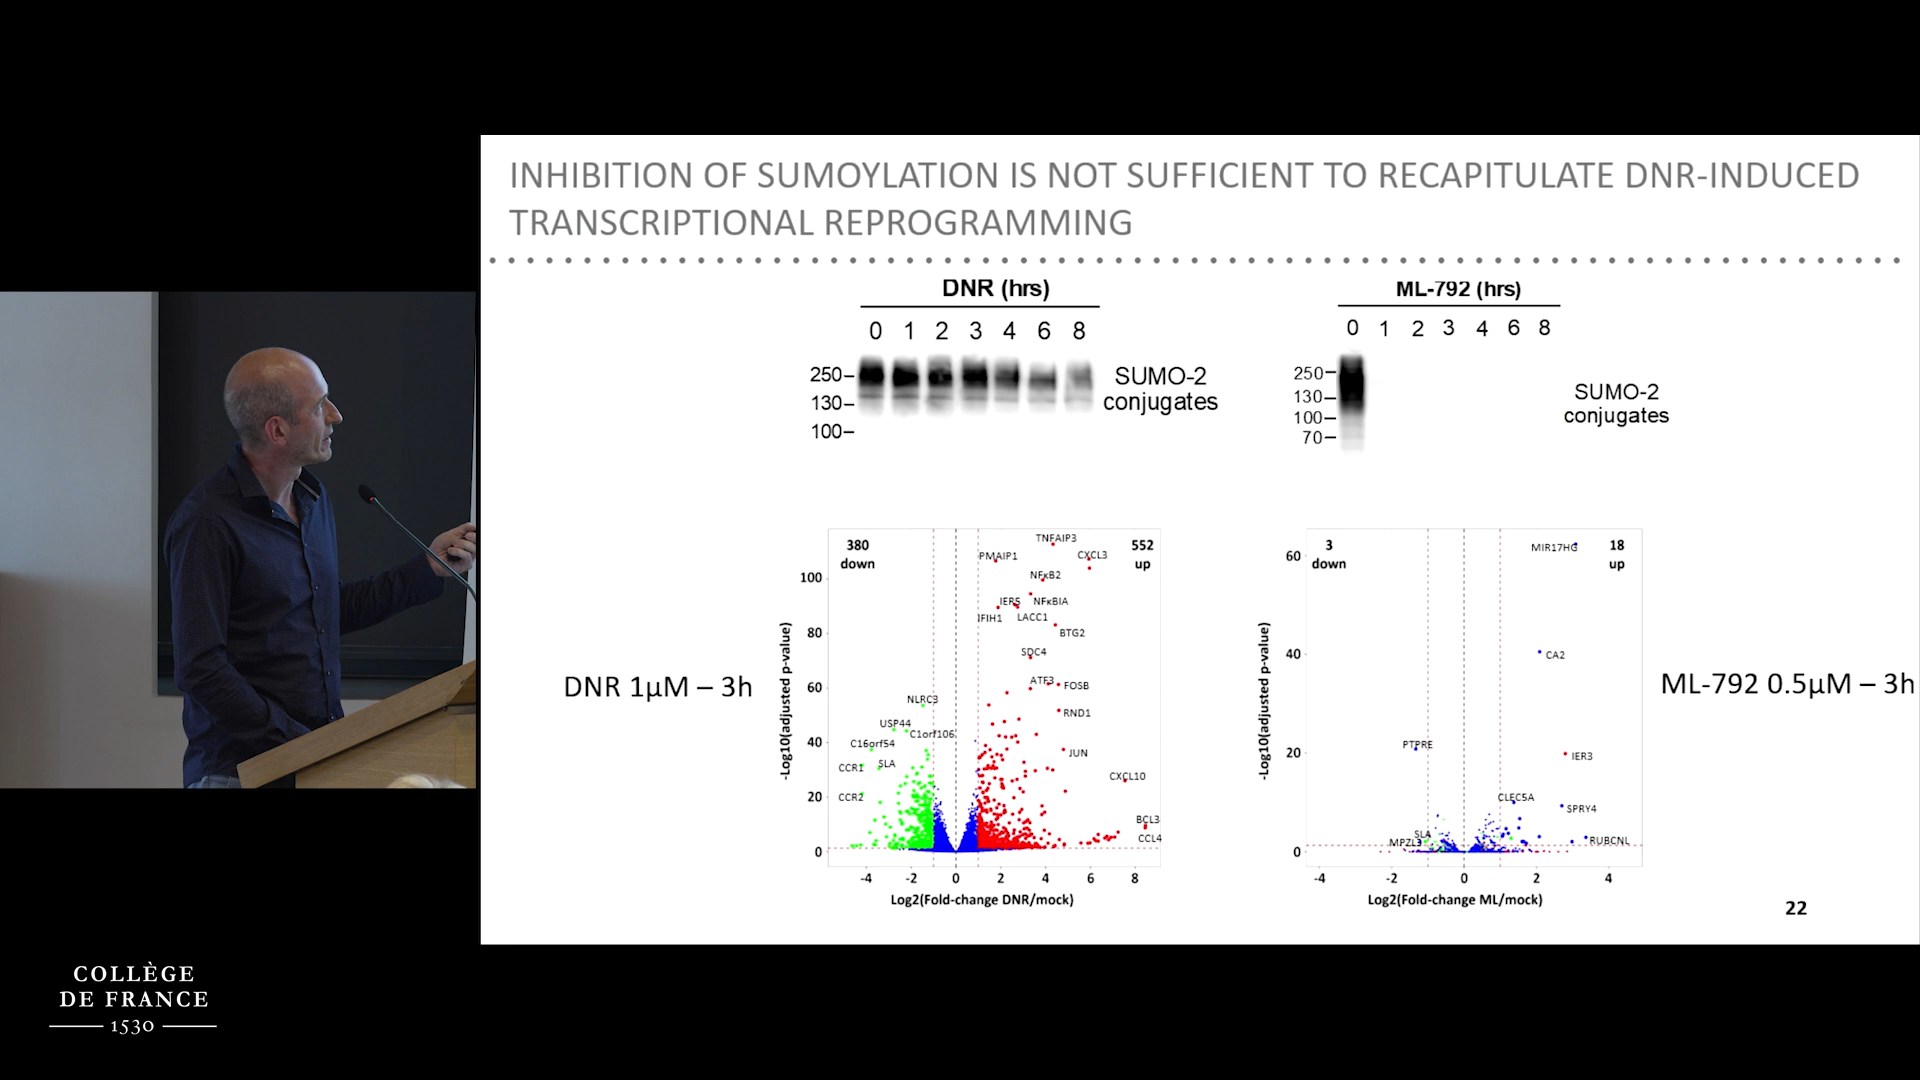 INHIBITION OF SUMOYLATION IS NOT SUFFICIENT TO RECAPITULATE DNR-INDUCED
TRANSCRIPTIONAL REPROGRAMMING
DNR (hrs)
0 1 2 3 4 6 8
250–
130–
100–
SUMO-2
conjugates
ML-792 (hrs)
0 1 2 3 4 6 8
250–
130–
100–
70–
SUMO-2
conjugates
DNR 1µM – 3h
380
down
552
up
TNFAIP3
PMAIP1
CXCL3
NFκB2
IER5
NFκBIA
IFIH1
LACC1
BTG2
SDC4
ATF3
FOSB
NLRC3
RND1
USP44
C1orf106
C16orf54
JUN
SLA
CCR1
CXCL10
CCR2
BCL3
CCL4
100
80
60
40
20
0
-Log10(adjusted p-value)
-4 -2 0 2 4 6 8
Log2(Fold-change DNR/mock)
3
down
18
up
MIR17HG
CA2
PTPRE
IER3
CLEC5A
SPRY4
SLA
MPZL3
RUBCNL
60
40
20
0
-Log10(adjusted p-value)
-4 -2 0 2 4
Log2(Fold-change ML/mock)
ML-792 0.5µM – 3h
22
COLLÈGE
DE FRANCE
1530